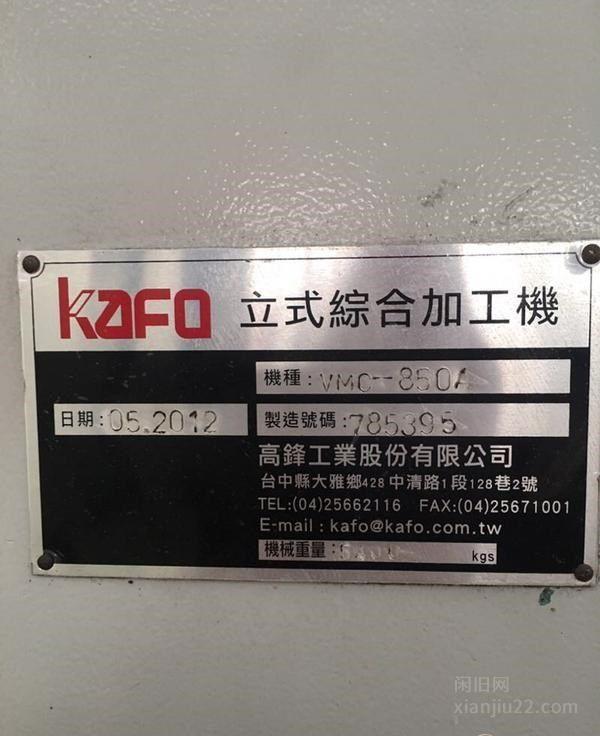 KAFO 立式綜合加工機
機種：VMC-850A
日期：05.2012 製造號碼：785395
高鋒工業股份有限公司
台中縣大雅鄉428中清路1段128巷2號
TEL:(04)25662116 FAX:(04)25671001
E-mail : kafo@kafo.com.tw
機械重量： kgs
闲旧网
xianjiu22.com